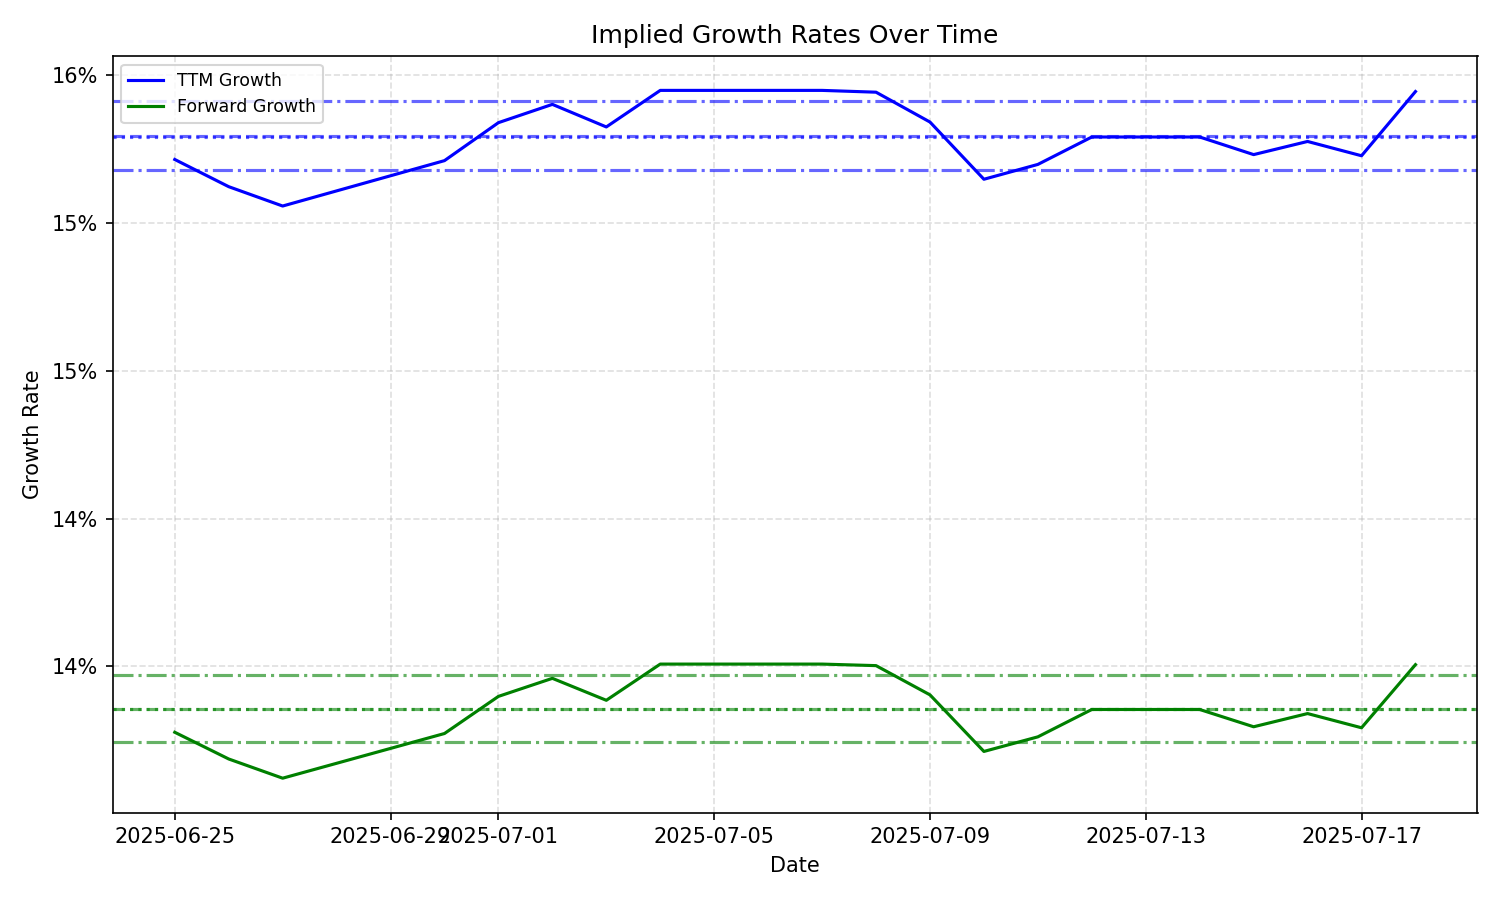 Implied Growth Rates Over Time
TTM Growth
Forward Growth
16%
15%
15%
14%
14%
Growth Rate
2025-06-25
2025-06-29
2025-07-01
2025-07-05
2025-07-09
2025-07-13
2025-07-17
Date